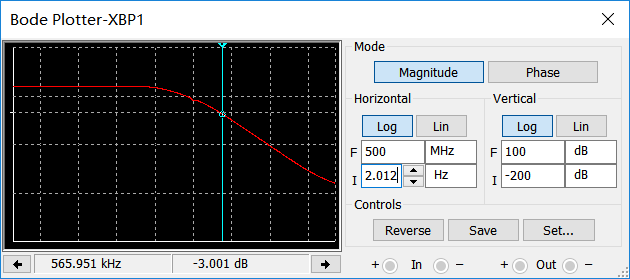 Bode Plotter-XBP1
Mode
Magnitude Phase
Horizontal Vertical
Log Lin Log Lin
F 500 MHz F 100 dB
I 2.012 Hz I -200 dB
Controls
Reverse Save Set...
565.951 kHz -3.001 dB
+ In − + Out −